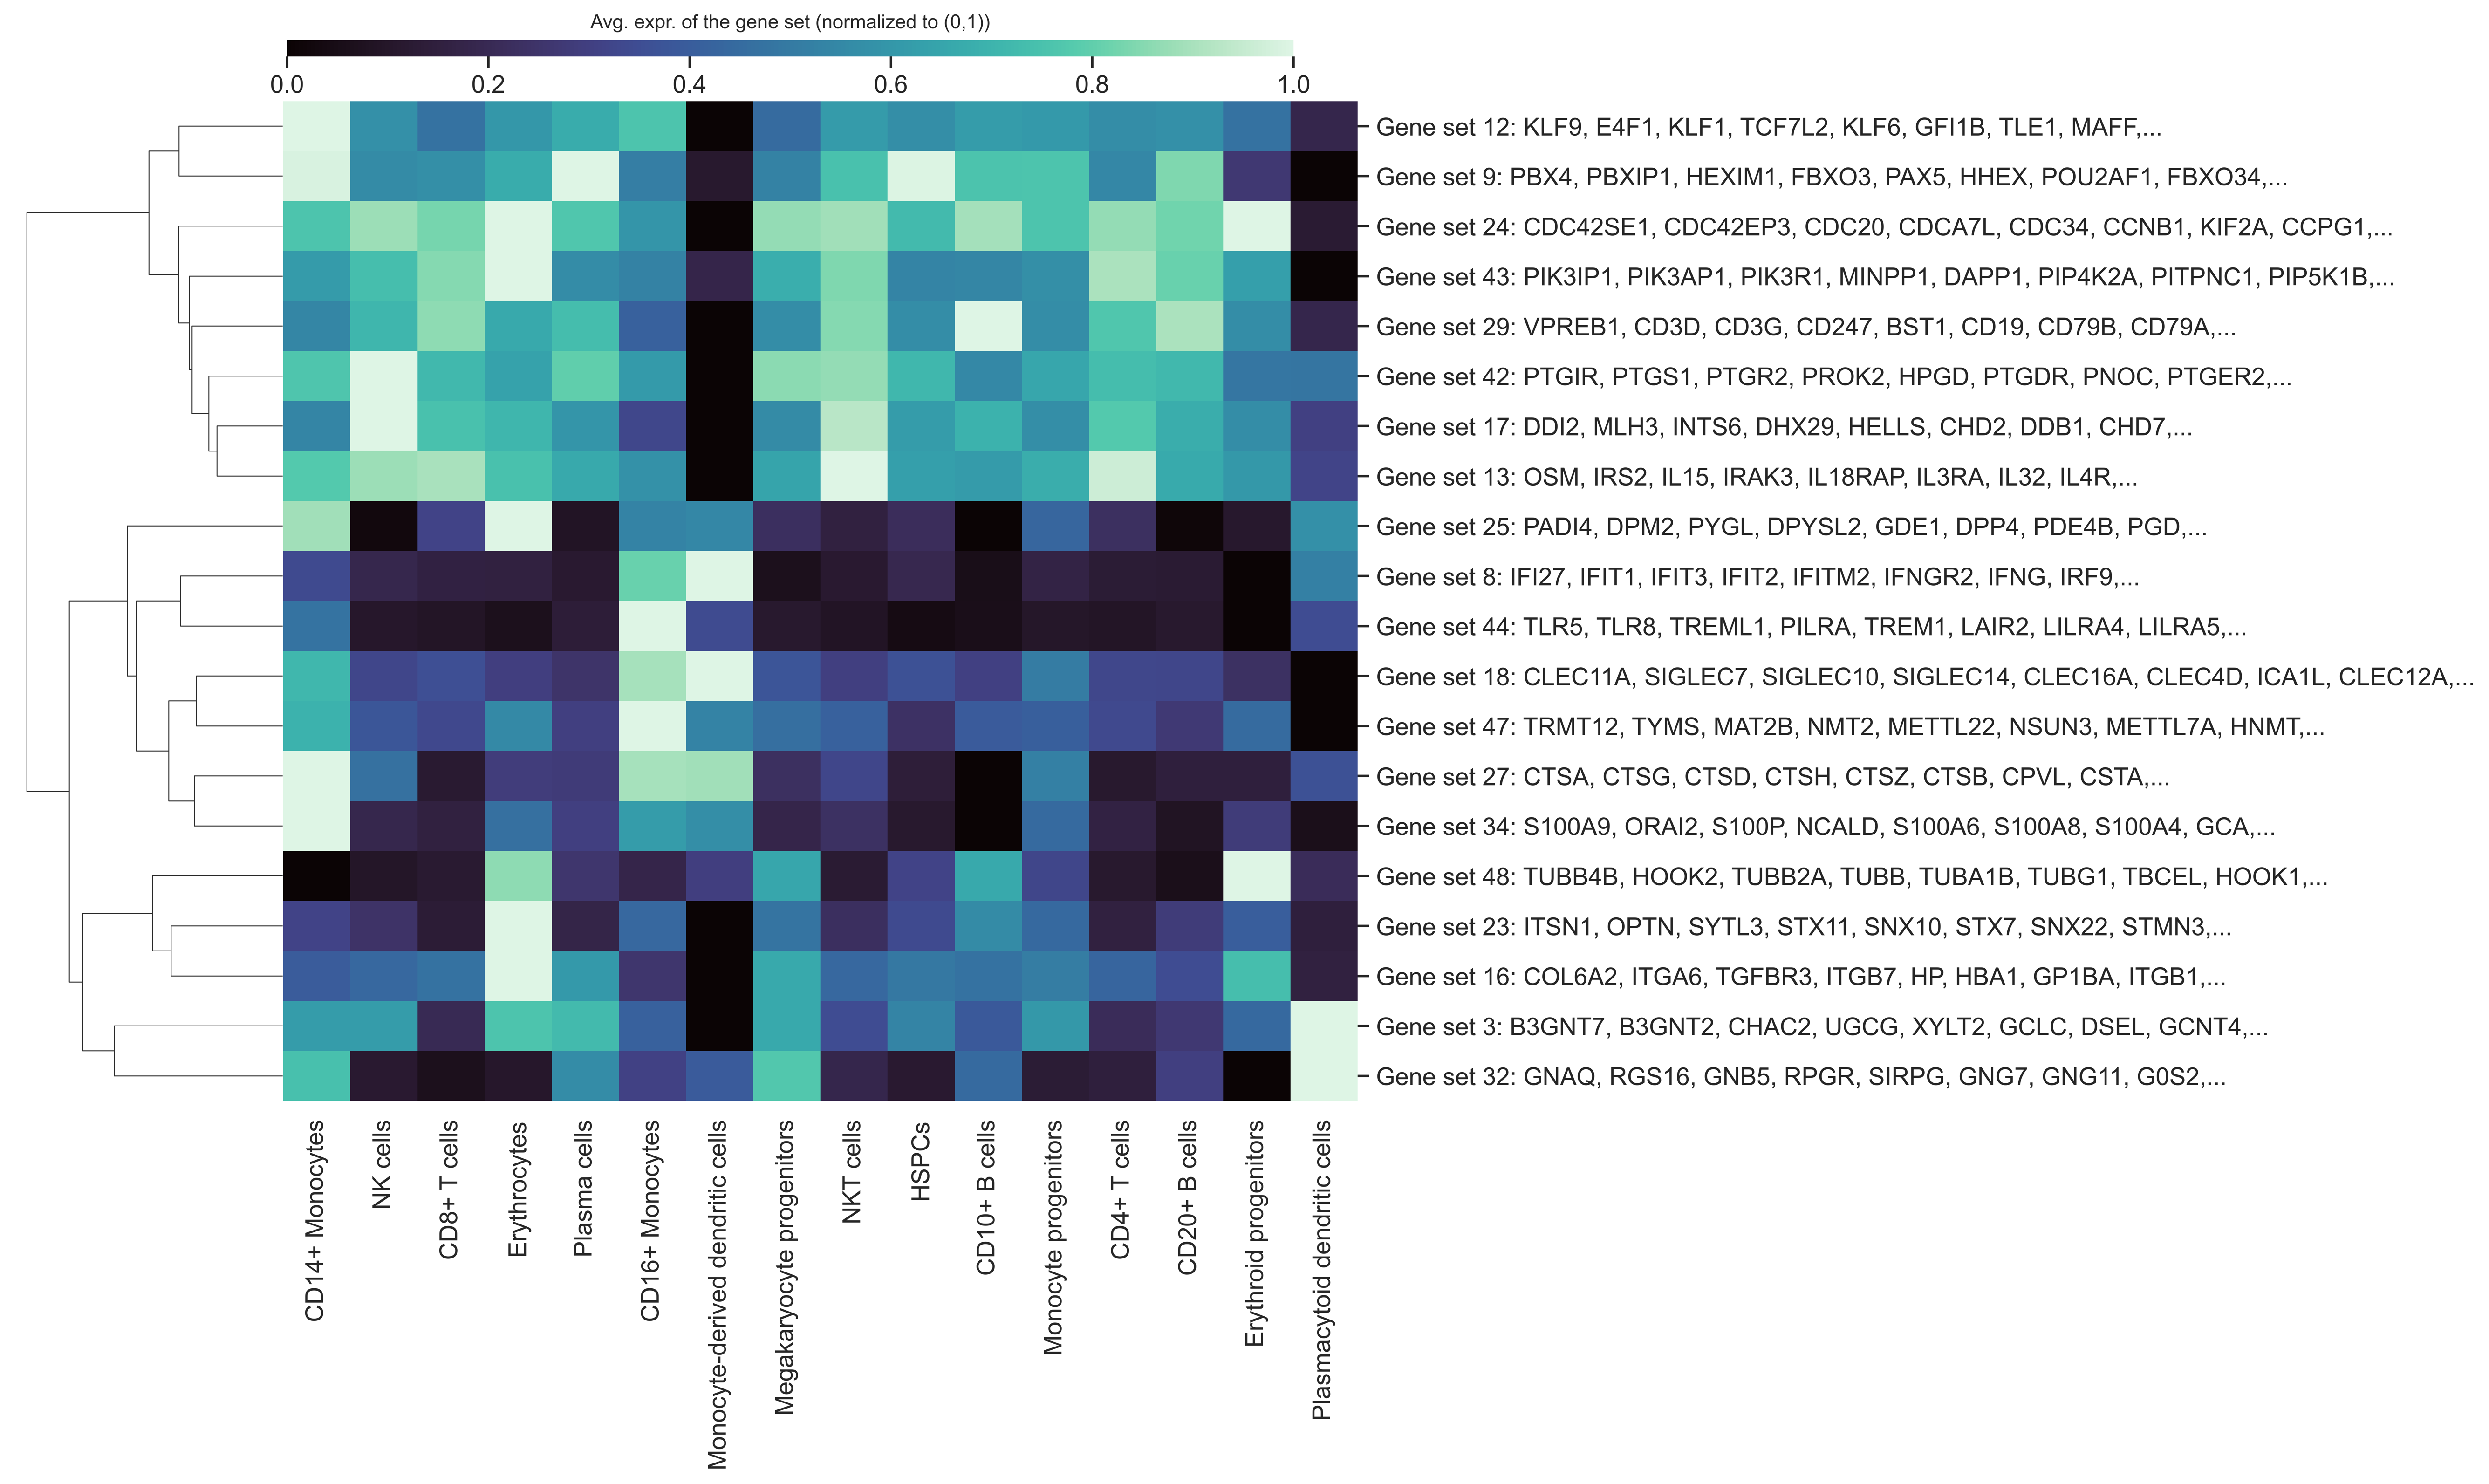 Avg. expr. of the gene set (normalized to (0,1))
0.0 0.2 0.4 0.6 0.8 1.0
Gene set 12: KLF9, E4F1, KLF1, TCF7L2, KLF6, GFI1B, TLE1, MAFF,...
Gene set 9: PBX4, PBXIP1, HEXIM1, FBXO3, PAX5, HHEX, POU2AF1, FBXO34,...
Gene set 24: CDC42SE1, CDC42EP3, CDC20, CDCA7L, CDC34, CCNB1, KIF2A, CCPG1,...
Gene set 43: PIK3IP1, PIK3AP1, PIK3R1, MINPP1, DAPP1, PIP4K2A, PITPNC1, PIP5K1B,...
Gene set 29: VPREB1, CD3D, CD3G, CD247, BST1, CD19, CD79B, CD79A,...
Gene set 42: PTGIR, PTGS1, PTGR2, PROK2, HPGD, PTGDR, PNOC, PTGER2,...
Gene set 17: DDI2, MLH3, INTS6, DHX29, HELLS, CHD2, DDB1, CHD7,...
Gene set 13: OSM, IRS2, IL15, IRAK3, IL18RAP, IL3RA, IL32, IL4R,...
Gene set 25: PADI4, DPM2, PYGL, DPYSL2, GDE1, DPP4, PDE4B, PGD,...
Gene set 8: IFI27, IFIT1, IFIT3, IFIT2, IFITM2, IFNGR2, IFNG, IRF9,...
Gene set 44: TLR5, TLR8, TREML1, PILRA, TREM1, LAIR2, LILRA4, LILRA5,...
Gene set 18: CLEC11A, SIGLEC7, SIGLEC10, SIGLEC14, CLEC16A, CLEC4D, ICA1L, CLEC12A,...
Gene set 47: TRMT12, TYMS, MAT2B, NMT2, METTL22, NSUN3, METTL7A, HNMT,...
Gene set 27: CTSA, CTSG, CTSD, CTSH, CTSZ, CTSB, CPVL, CSTA,...
Gene set 34: S100A9, ORAI2, S100P, NCALD, S100A6, S100A8, S100A4, GCA,...
Gene set 48: TUBB4B, HOOK2, TUBB2A, TUBB, TUBA1B, TUBG1, TBCEL, HOOK1,...
Gene set 23: ITSN1, OPTN, SYTL3, STX11, SNX10, STX7, SNX22, STMN3,...
Gene set 16: COL6A2, ITGA6, TGFBR3, ITGB7, HP, HBA1, GP1BA, ITGB1,...
Gene set 3: B3GNT7, B3GNT2, CHAC2, UGCG, XYLT2, GCLC, DSEL, GCNT4,...
Gene set 32: GNAQ, RGS16, GNB5, RPGR, SIRPG, GNG7, GNG11, G0S2,...
CD14+ Monocytes
NK cells
CD8+ T cells
Erythrocytes
Plasma cells
CD16+ Monocytes
Monocyte-derived dendritic cells
Megakaryocyte progenitors
NKT cells
HSPCs
CD10+ B cells
Monocyte progenitors
CD4+ T cells
CD20+ B cells
Erythroid progenitors
Plasmacytoid dendritic cells